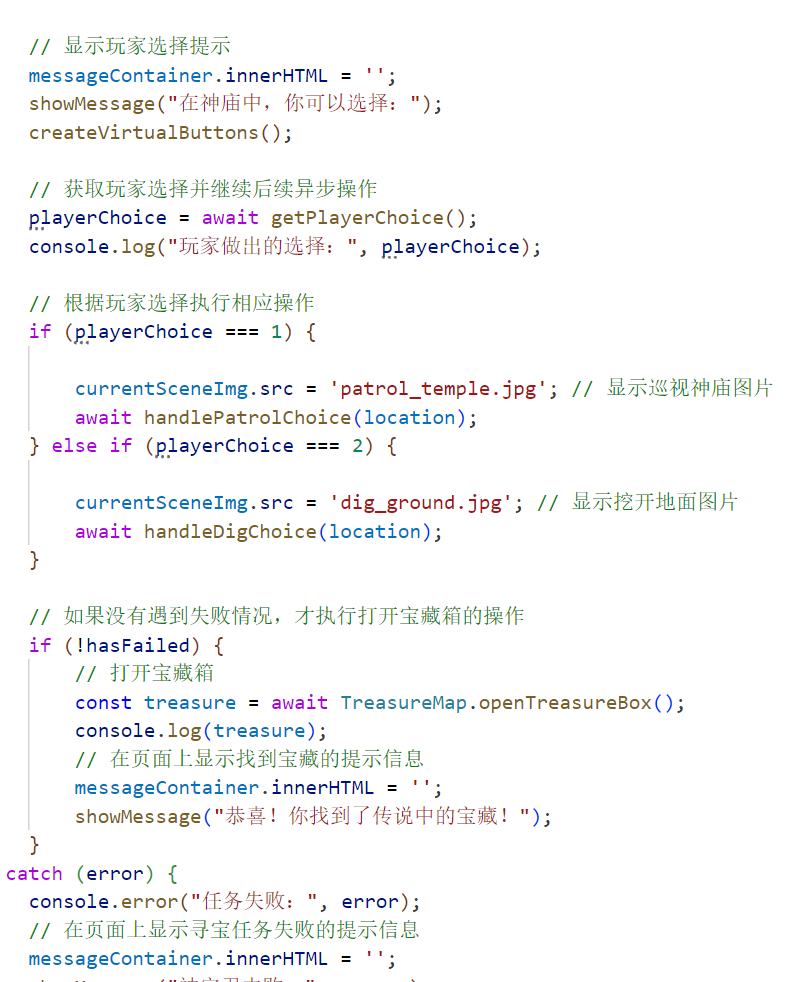 // 显示玩家选择提示
messageContainer.innerHTML = '';
showMessage("在神庙中，你可以选择：");
createVirtualButtons();
// 获取玩家选择并继续后续异步操作
playerChoice = await getPlayerChoice();
console.log("玩家做出的选择：", playerChoice);
// 根据玩家选择执行相应操作
if (playerChoice === 1) {
currentSceneImg.src = 'patrol_temple.jpg'; // 显示巡视神庙图片
await handlePatrolChoice(location);
} else if (playerChoice === 2) {
currentSceneImg.src = 'dig_ground.jpg'; // 显示挖开地面图片
await handleDigChoice(location);
}
// 如果没有遇到失败情况，才执行打开宝藏箱的操作
if (!hasFailed) {
// 打开宝藏箱
const treasure = await TreasureMap.openTreasureBox();
console.log(treasure);
// 在页面上显示找到宝藏的提示信息
messageContainer.innerHTML = '';
showMessage("恭喜！你找到了传说中的宝藏！");
}
catch (error) {
console.error("任务失败：", error);
// 在页面上显示寻宝任务失败的提示信息
messageContainer.innerHTML = '';